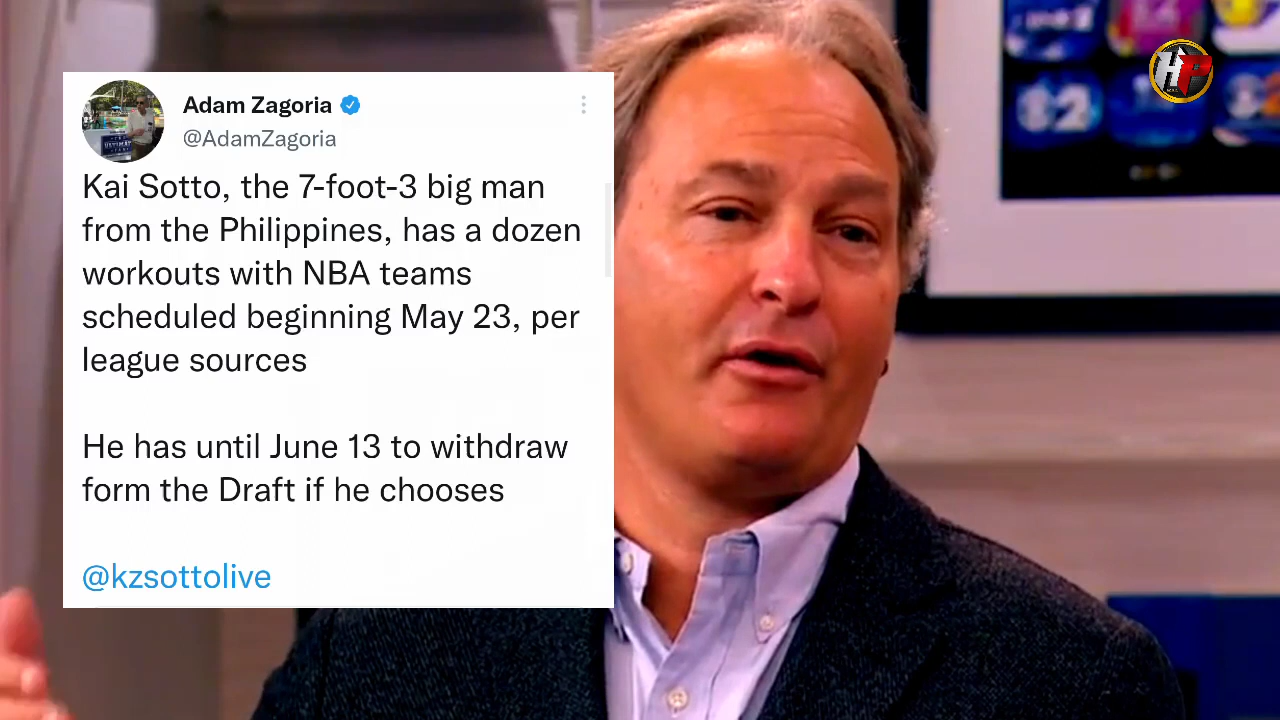 Adam Zagoria
@AdamZagoria
Kai Sotto, the 7-foot-3 big man
from the Philippines, has a dozen
workouts with NBA teams
scheduled beginning May 23, per
league sources
He has until June 13 to withdraw
form the Draft if he chooses
@kzsottolive
HP